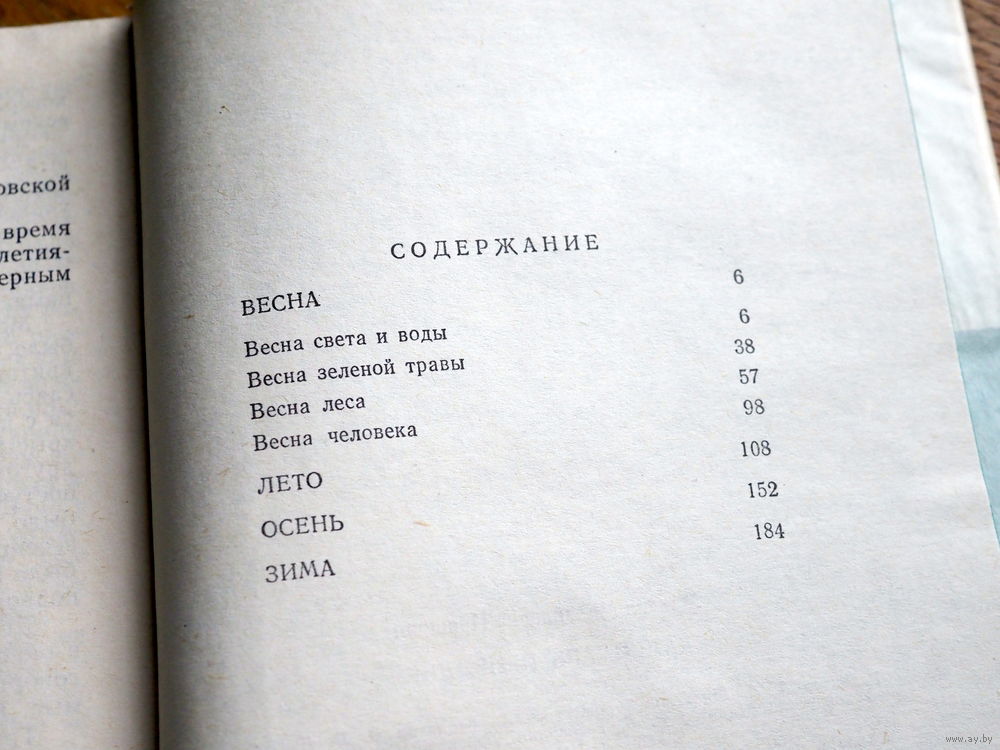 овской
время
летия-
ерным
СОДЕРЖАНИЕ
ВЕСНА 6
Весна света и воды 6
Весна зеленой травы 38
Весна леса 57
Весна человека 98
ЛЕТО 108
ОСЕНЬ 152
ЗИМА 184
www.ay.by